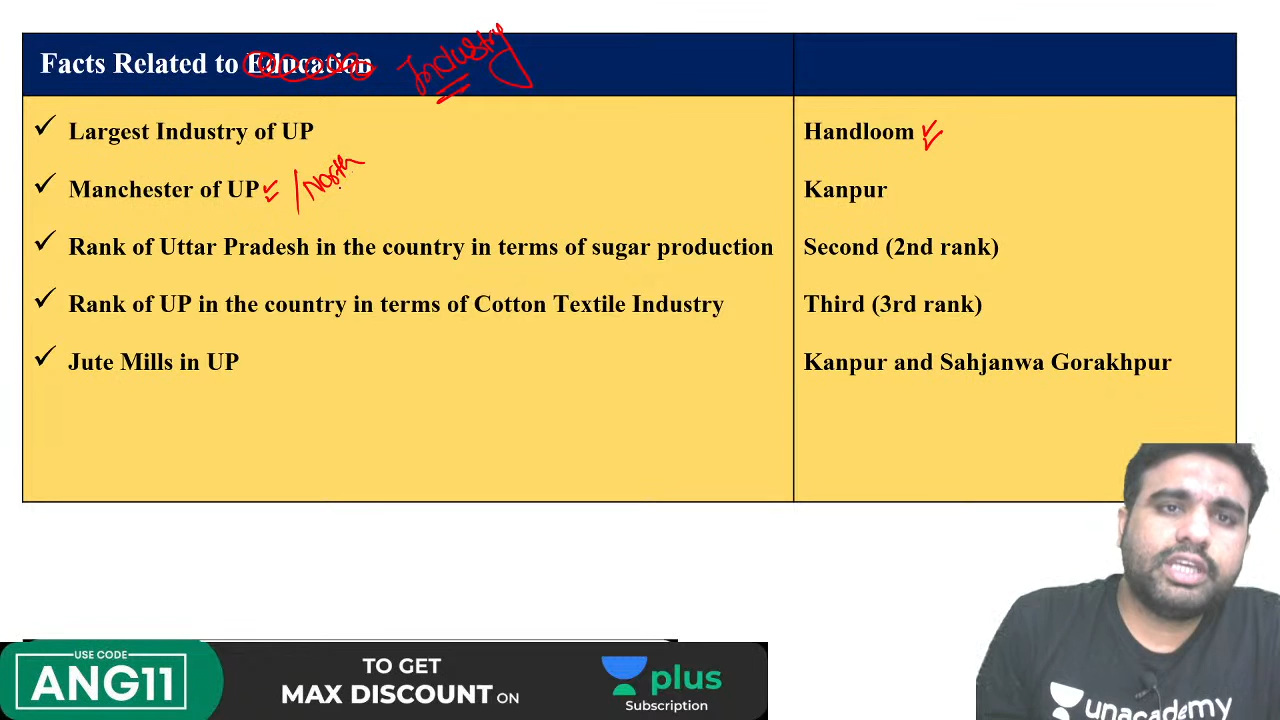 Facts Related to Education Industry
Largest Industry of UP
Handloom
Manchester of UP /North
Kanpur
Rank of Uttar Pradesh in the country in terms of sugar production
Second (2nd rank)
Rank of UP in the country in terms of Cotton Textile Industry
Third (3rd rank)
Jute Mills in UP
Kanpur and Sahjanwa Gorakhpur
USE CODE
ANG11
TO GET
MAX DISCOUNT ON
plus
Subscription
unacademy